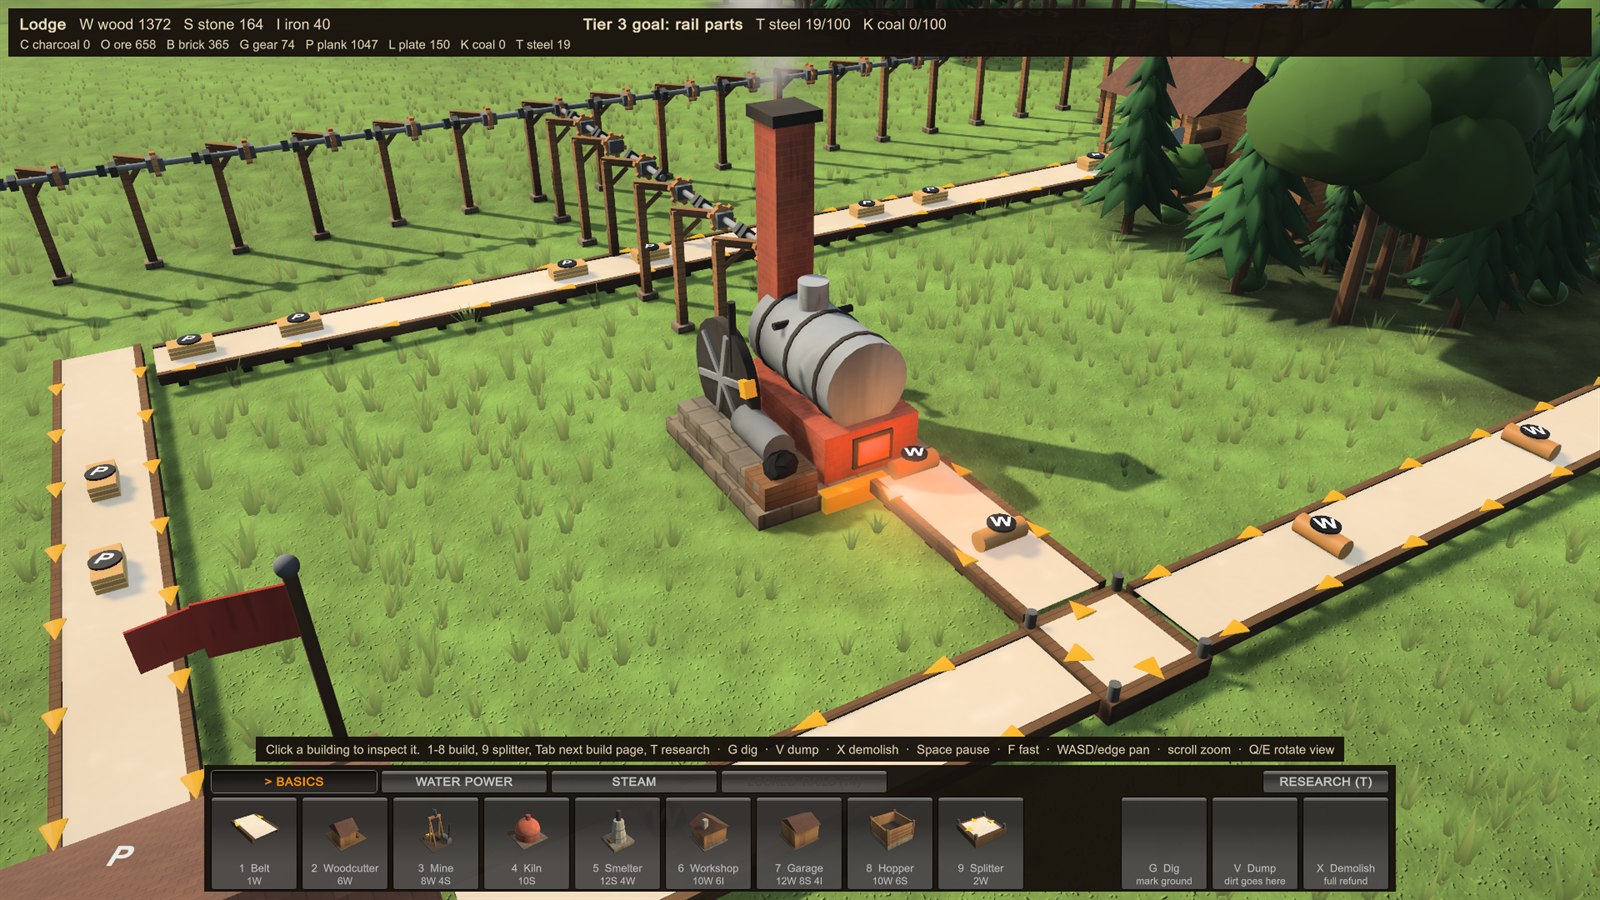 Lodge W wood 1372 S stone 164 I iron 40
Tier 3 goal: rail parts T steel 19/100 K coal 0/100
C charcoal 0 O ore 658 B brick 365 G gear 74 P plank 1047 L plate 150 K coal 0 T steel 19
P
P
P
P
P
P
W
W
W
W
P
P
P
Click a building to inspect it. 1-8 build, 9 splitter, Tab next build page, T research · G dig · V dump · X demolish · Space pause · F fast · WASD/edge pan · scroll zoom · Q/E rotate view
> BASICS
WATER POWER
STEAM
RESEARCH (T)
1 Belt
1W
2 Woodcutter
6W
3 Mine
8W 4S
4 Kiln
10S
5 Smelter
12S 4W
6 Workshop
10W 6I
7 Garage
12W 8S 4I
8 Hopper
10W 6S
9 Splitter
2W
G Dig
mark ground
V Dump
dirt goes here
X Demolish
full refund